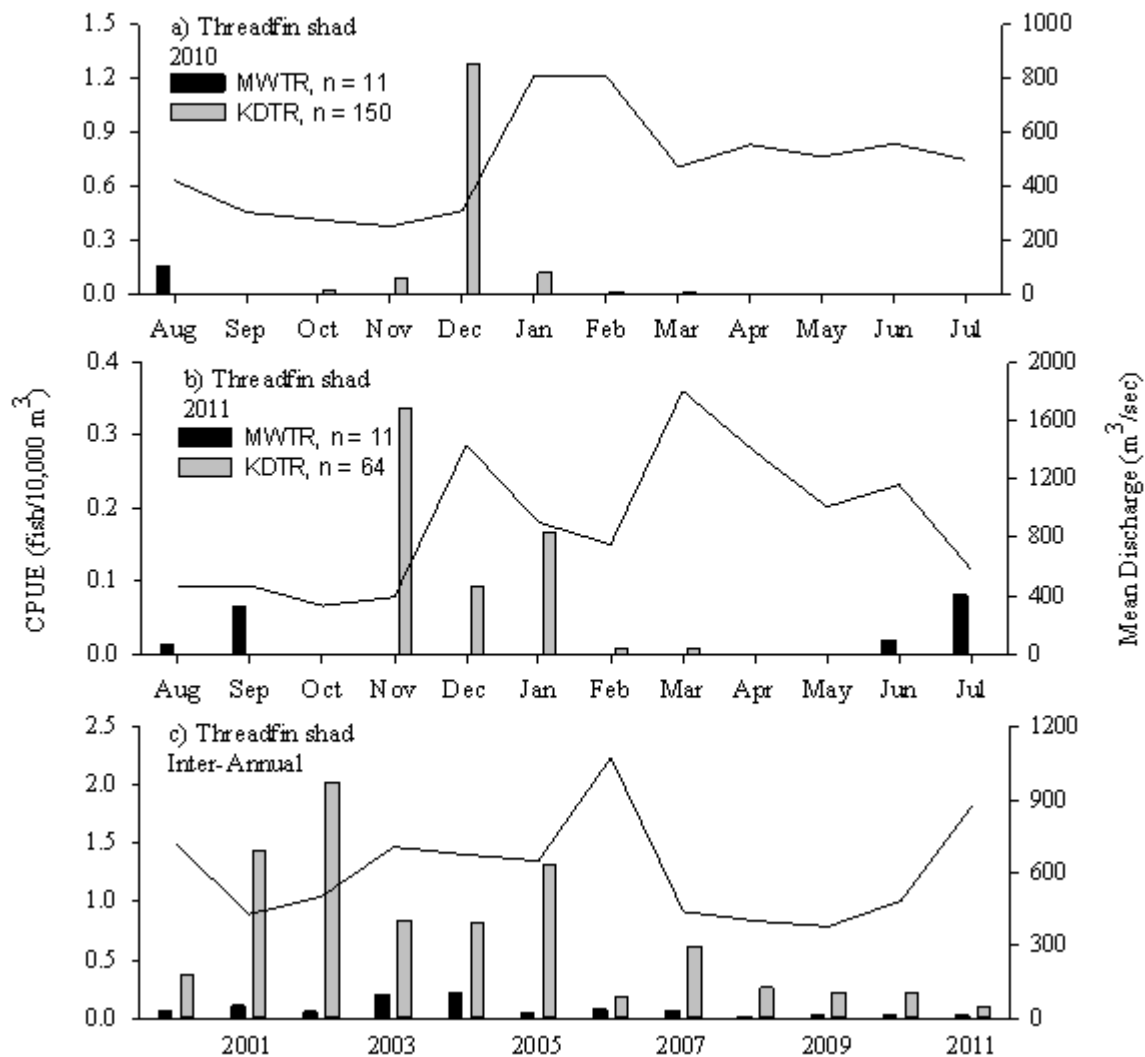 a) Threadfin shad
2010
MWTR, n = 11
KDTR, n = 150
1.5
1.2
0.9
0.6
0.3
0.0
1000
800
600
400
200
0
Aug Sep Oct Nov Dec Jan Feb Mar Apr May Jun Jul
b) Threadfin shad
2011
MWTR, n = 11
KDTR, n = 64
0.4
0.3
0.2
0.1
0.0
2000
1600
1200
800
400
0
Aug Sep Oct Nov Dec Jan Feb Mar Apr May Jun Jul
CPUE (fish/10,000 m³)
Mean Discharge (m³/sec)
c) Threadfin shad
Inter-Annual
2.5
2.0
1.5
1.0
0.5
0.0
1200
900
600
300
0
2001 2003 2005 2007 2009 2011